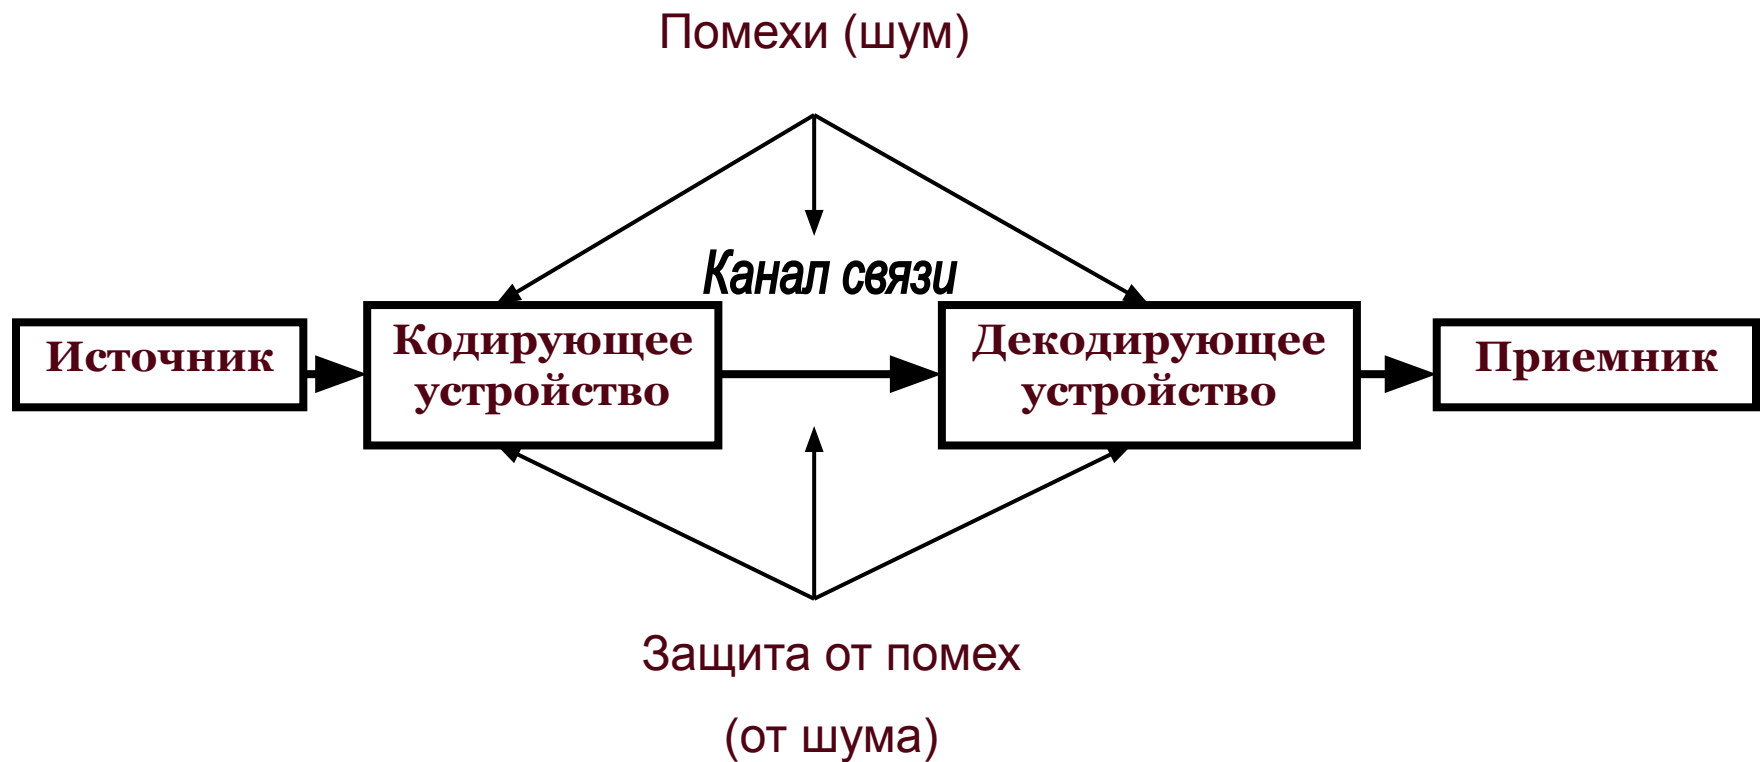 Помехи (шум)
Канал связи
Источник
Кодирующее
устройство
Декодирующее
устройство
Приемник
Защита от помех
(от шума)